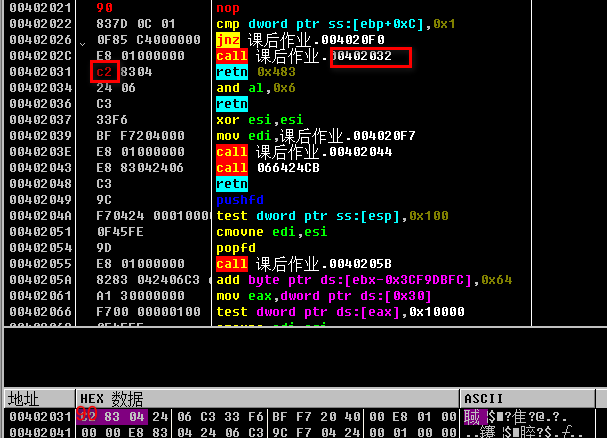 00402021 90 nop
00402022 837D 0C 01 cmp dword ptr ss:[ebp+0xC],0x1
00402026 0F85 C4000000 jnz 课后作业.004020F0
0040202C E8 01000000 call 课后作业.00402032
00402031 c2 8304 retn 0x483
00402034 24 06 and al,0x6
00402036 C3 retn
00402037 33F6 xor esi,esi
00402039 BF F7204000 mov edi,课后作业.004020F7
0040203E E8 01000000 call 课后作业.00402044
00402043 E8 83042406 call 066424CB
00402048 C3 retn
00402049 9C pushfd
0040204A F70424 00010000 test dword ptr ss:[esp],0x100
00402051 0F45FE cmovne edi,esi
00402054 9D popfd
00402055 E8 01000000 call 课后作业.0040205B
0040205A 8283 042406C3 add byte ptr ds:[ebx-0x3CF9DBFC],0x64
00402061 A1 30000000 mov eax,dword ptr ds:[0x30]
00402066 F700 00000100 test dword ptr ds:[eax],0x10000
地址 HEX 数据 ASCII
90
00402031 C2 83 04 24 06 C3 33 F6 BF F7 20 40 00 E8 01 00
00402041 00 00 E8 83 04 24 06 C3 9C F7 04 24 00 01 00 00